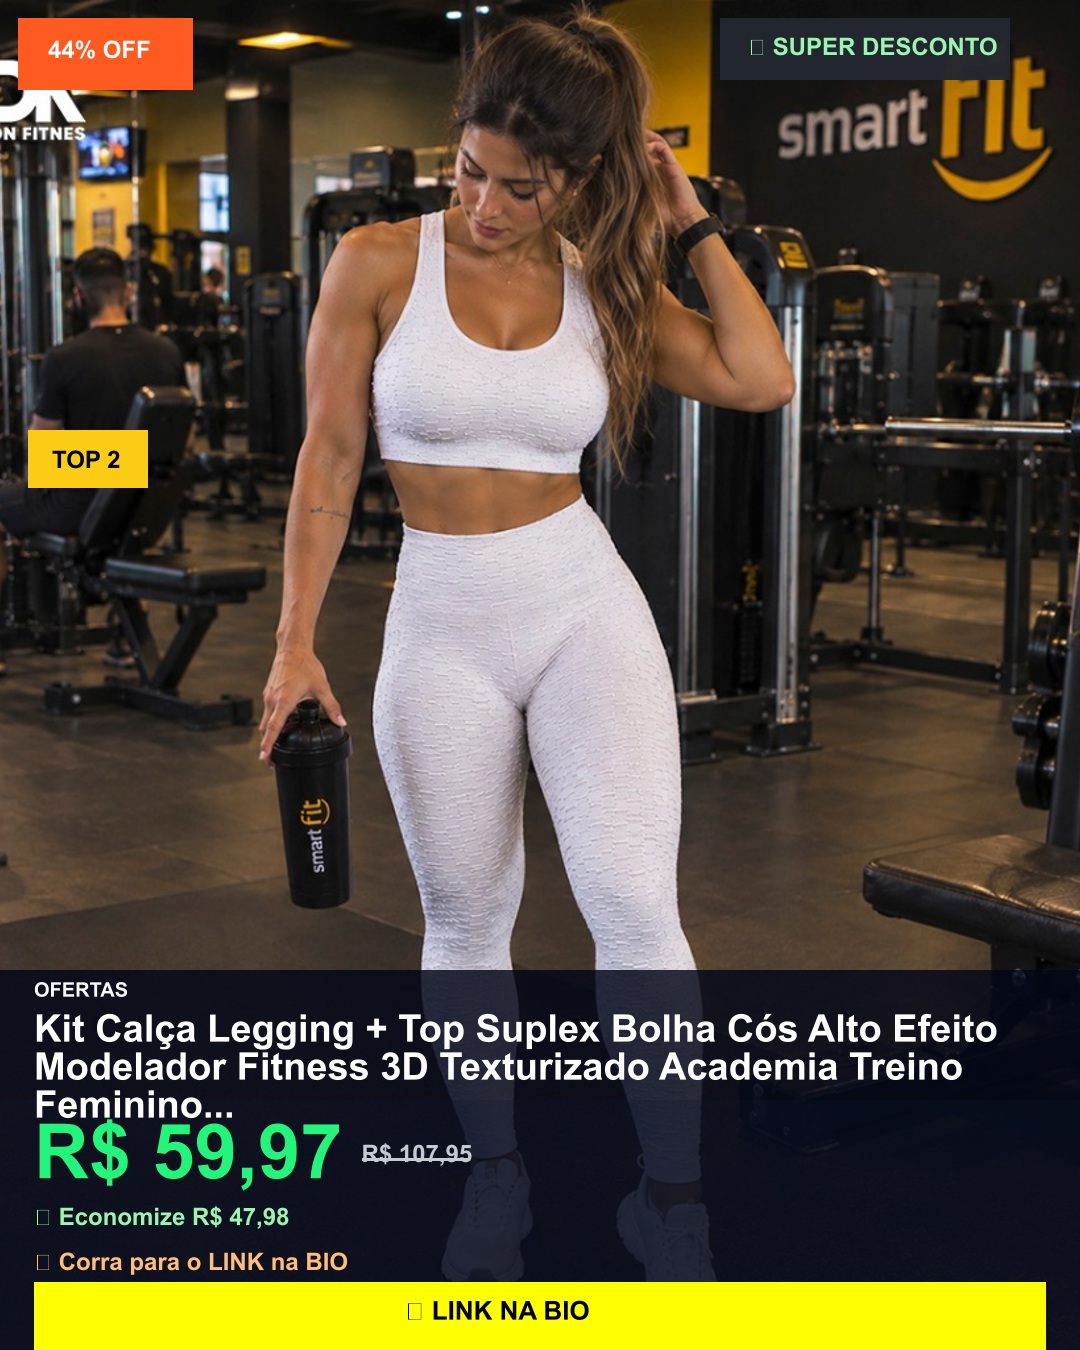 44% OFF
SUPER DESCONTO
ON FITNES
smart fit
TOP 2
smart fit
OFERTAS
Kit Calça Legging + Top Suplex Bolha Cós Alto Efeito
Modelador Fitness 3D Texturizado Academia Treino
Feminino...
R$ 59,97 R$ 107,95
Economize R$ 47,98
Corra para o LINK na BIO
LINK NA BIO